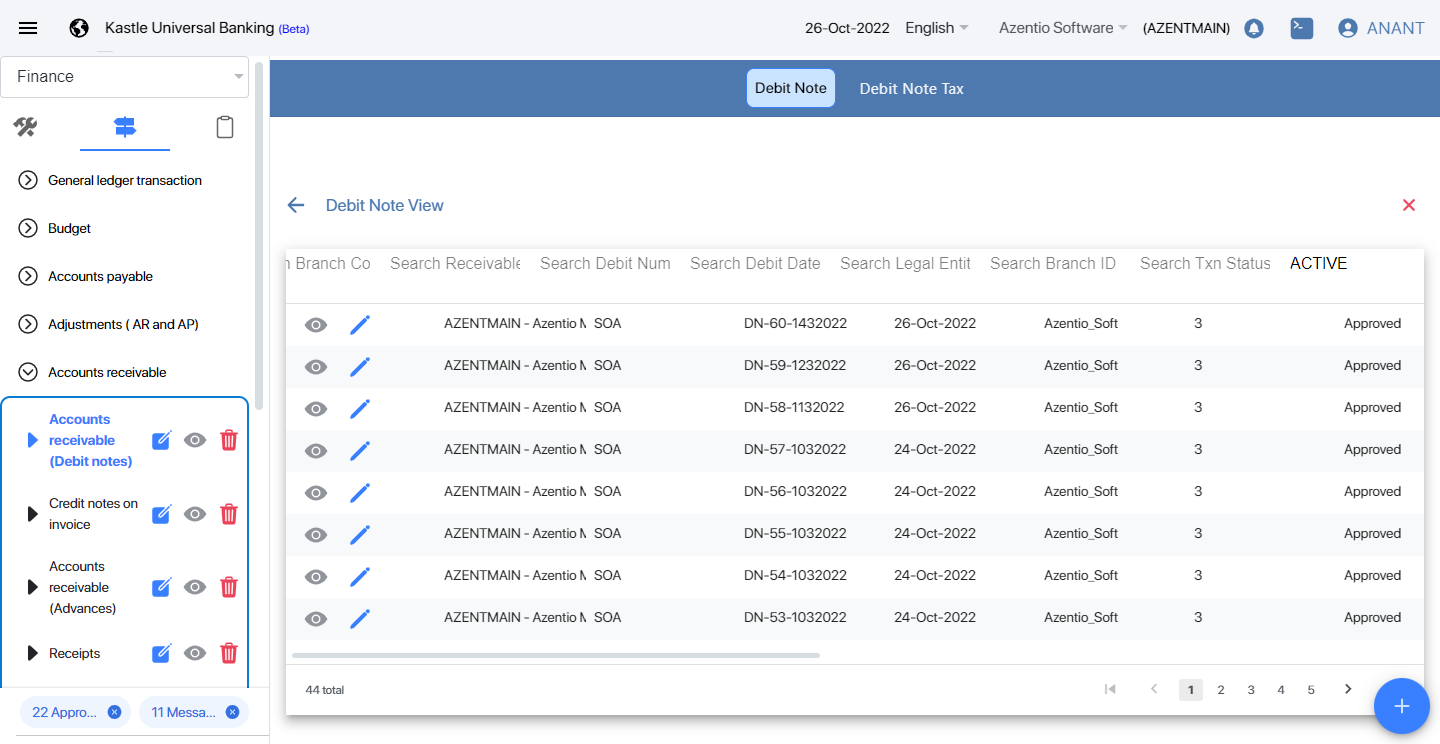 Kastle Universal Banking (Beta)
26-Oct-2022 English Azentio Software (AZENTMAIN) ANANT
Finance
Debit Note Debit Note Tax
General ledger transaction
Budget
Accounts payable
Adjustments ( AR and AP)
Accounts receivable
Accounts
receivable
(Debit notes)
Credit notes on
invoice
Accounts
receivable
(Advances)
Receipts
22 Appro... 11 Messa...
Debit Note View
Branch Co Search Receivable Search Debit Num Search Debit Date Search Legal Entit Search Branch ID Search Txn Status ACTIVE
AZENTMAIN - Azentio M SOA DN-60-1432022 26-Oct-2022 Azentio_Soft 3 Approved
AZENTMAIN - Azentio M SOA DN-59-1232022 26-Oct-2022 Azentio_Soft 3 Approved
AZENTMAIN - Azentio M SOA DN-58-1132022 26-Oct-2022 Azentio_Soft 3 Approved
AZENTMAIN - Azentio M SOA DN-57-1032022 24-Oct-2022 Azentio_Soft 3 Approved
AZENTMAIN - Azentio M SOA DN-56-1032022 24-Oct-2022 Azentio_Soft 3 Approved
AZENTMAIN - Azentio M SOA DN-55-1032022 24-Oct-2022 Azentio_Soft 3 Approved
AZENTMAIN - Azentio M SOA DN-54-1032022 24-Oct-2022 Azentio_Soft 3 Approved
AZENTMAIN - Azentio M SOA DN-53-1032022 24-Oct-2022 Azentio_Soft 3 Approved
44 total 1 2 3 4 5